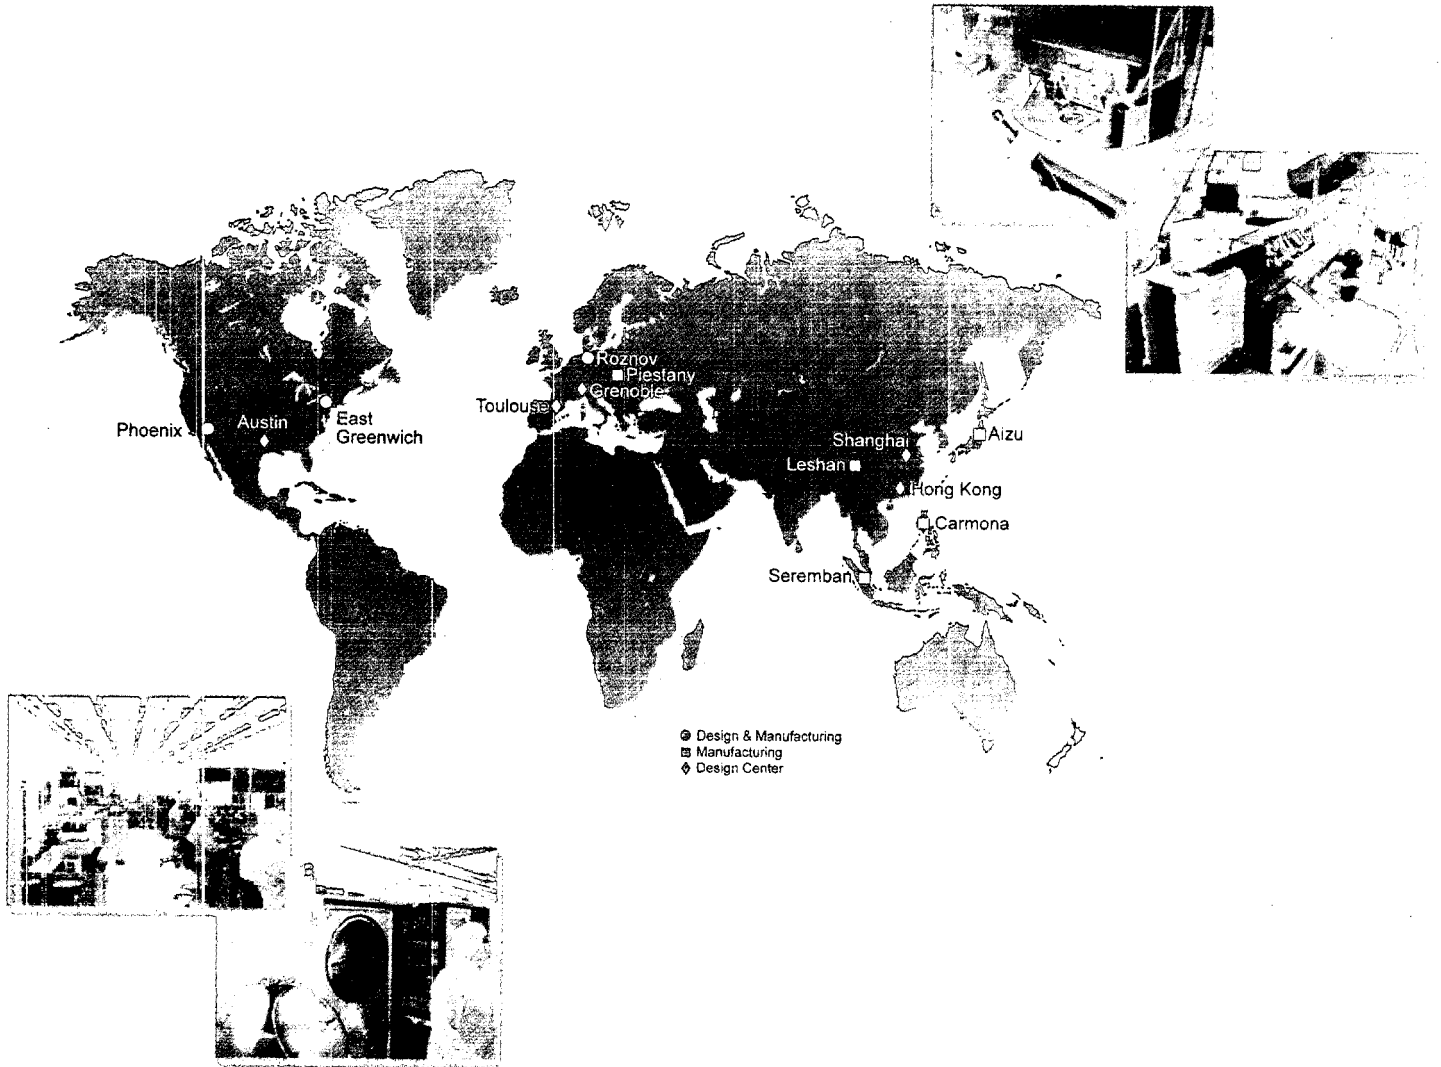 Roznov
Piestany
Grenoble
Toulouse
Phoenix
Austin
East
Greenwich
Shanghai
Aizu
Leshan
Hong Kong
Carmona
Seremban
Design & Manufacturing
Manufacturing
Design Center